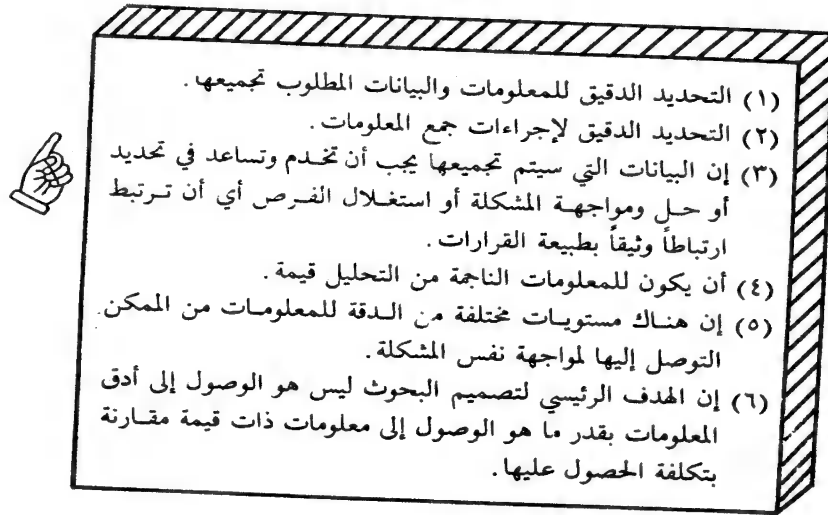 (١) التحديد الدقيق للمعلومات والبيانات المطلوب تجميعها .
(٢) التحديد الدقيق لإجراءات جمع المعلومات .
(٣) إن البيانات التي سيتم تجميعها يجب أن تخدم وتساعد في تحديد
أو حل ومواجهة المشكلة أو استغلال الفرص أي أن ترتبط
ارتباطاً وثيقاً بطبيعة القرارات .
(٤) أن يكون للمعلومات الناجمة من التحليل قيمة .
(٥) إن هناك مستويات مختلفة من الدقة للمعلومات من الممكن
التوصل إليها لمواجهة نفس المشكلة .
(٦) إن الهدف الرئيسي لتصميم البحوث ليس هو الوصول إلى أدق
المعلومات بقدر ما هو الوصول إلى معلومات ذات قيمة مقارنة
بتكلفة الحصول عليها .